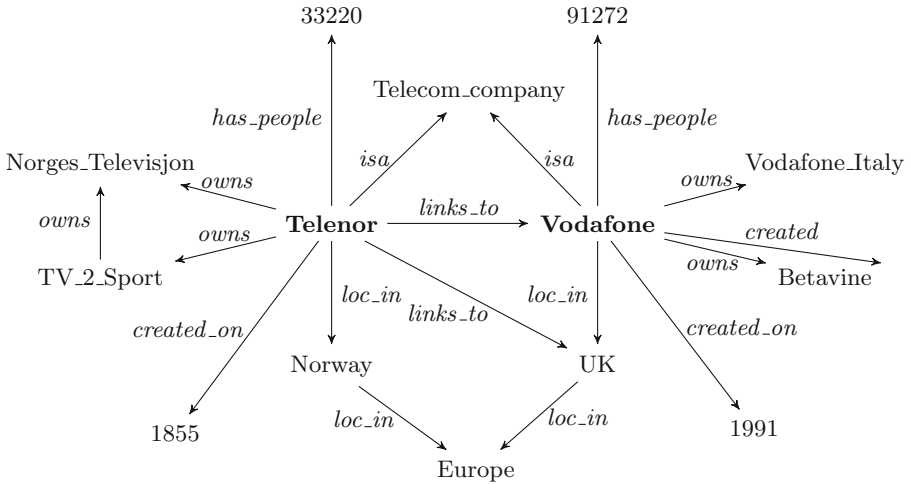 33220
91272
Telecom_company
has_people
has_people
isa
isa
Norges_Televisjon
Vodafone_Italy
owns
owns
owns
links_to
Telenor
Vodafone
owns
created
owns
TV_2_Sport
Betavine
loc_in
loc_in
links_to
created_on
created_on
Norway
UK
loc_in
loc_in
1855
1991
Europe